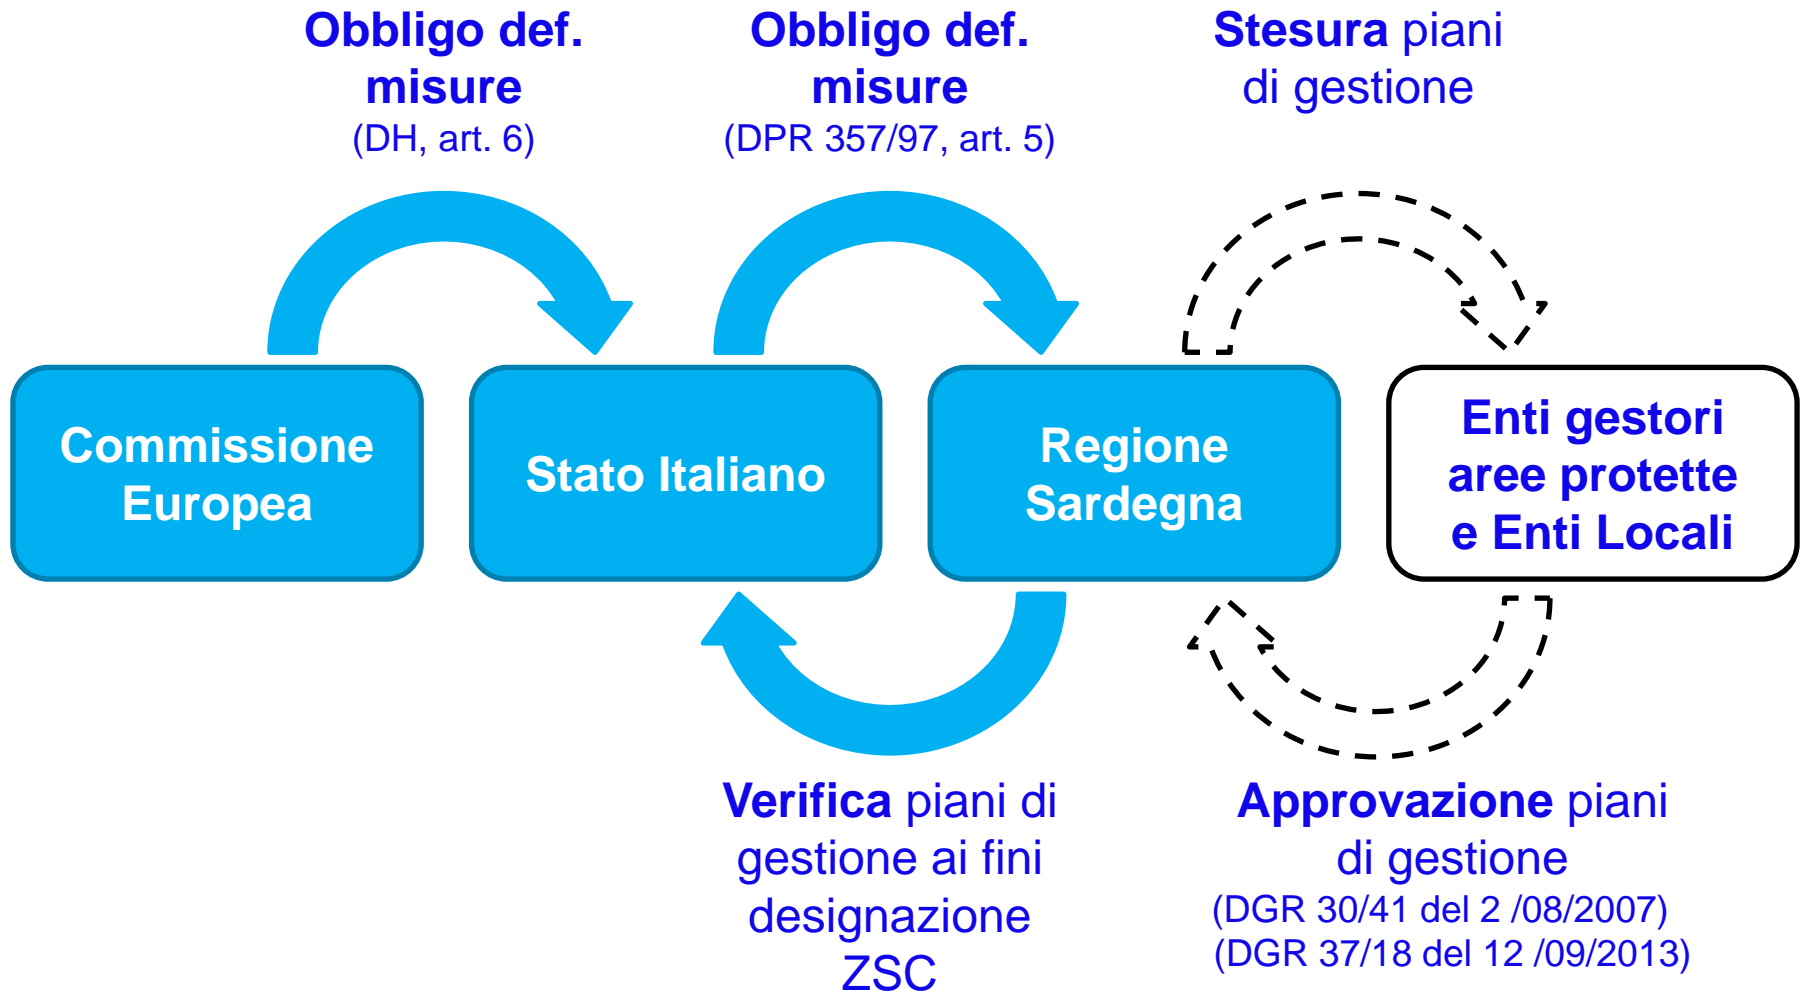 Obbligo def.
misure
(DH, art. 6)
Obbligo def.
misure
(DPR 357/97, art. 5)
Stesura piani
di gestione
Commissione
Europea
Stato Italiano
Regione
Sardegna
Enti gestori
aree protette
e Enti Locali
Verifica piani di
gestione ai fini
designazione
ZSC
Approvazione piani
di gestione
(DGR 30/41 del 2 /08/2007)
(DGR 37/18 del 12 /09/2013)